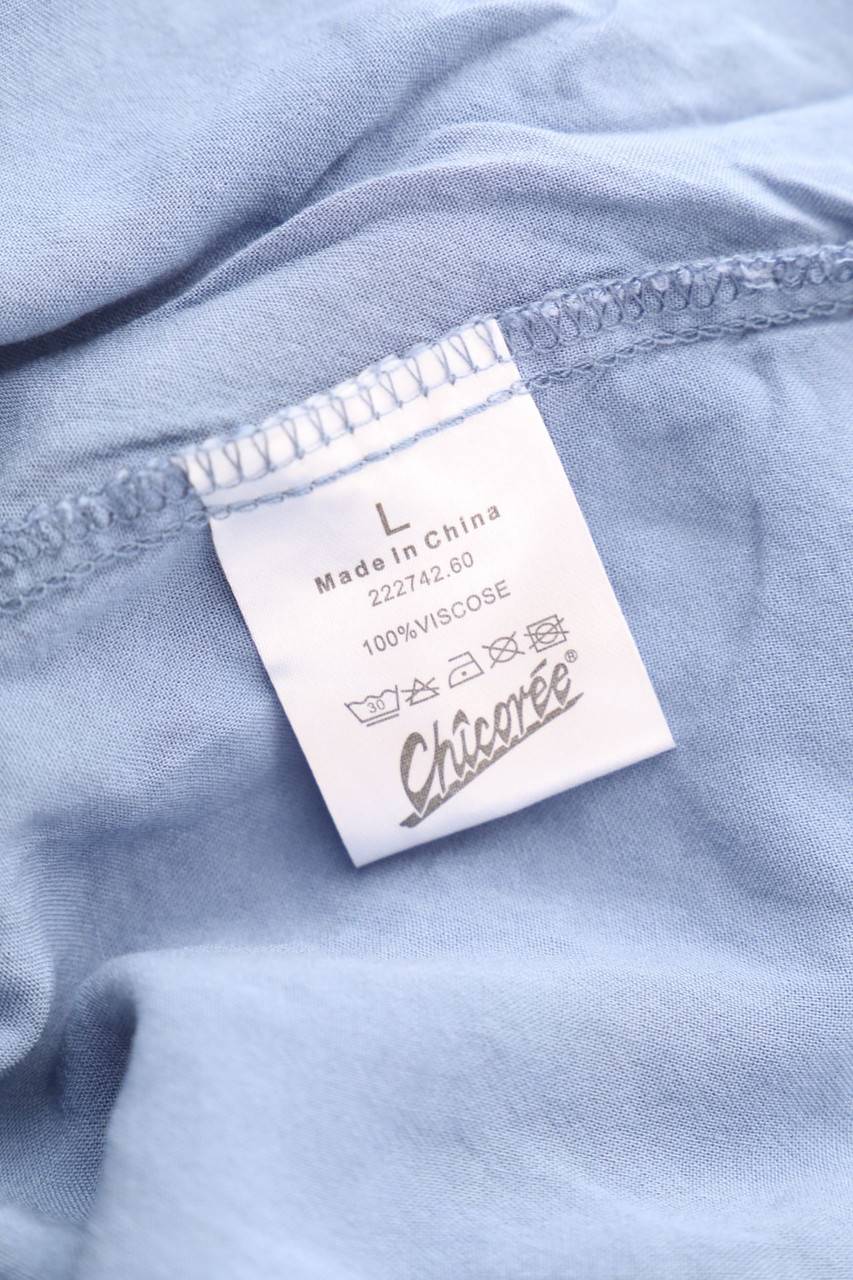 L
Made in China
222742.60
100%VISCOSE
30
Chîcorée®